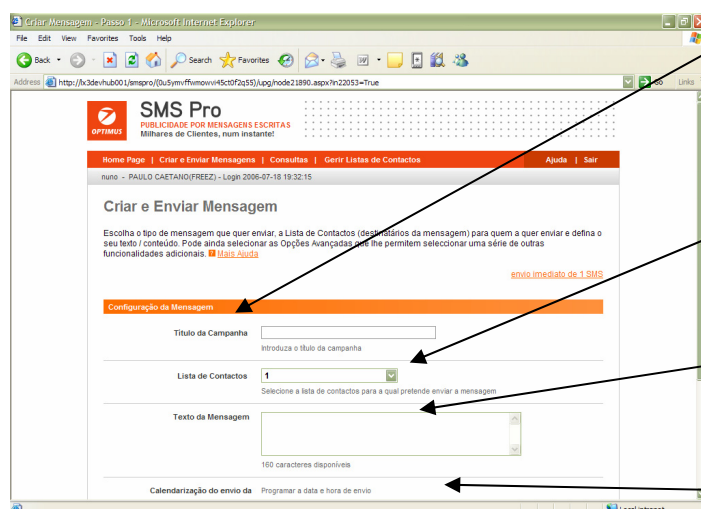 Criar Mensagem - Passo 1 - Microsoft Internet Explorer
File Edit View Favorites Tools Help
Back Search Favorites
Address http://lx3devhub001/smspro/(0u5ymvffwmowvi45ct0f2q55)/upg/node21890.aspx?in22053=True Go Links
OPTIMUS
SMS Pro
PUBLICIDADE POR MENSAGENS ESCRITAS
Milhares de Clientes, num instante!
Home Page | Criar e Enviar Mensagens | Consultas | Gerir Listas de Contactos Ajuda | Sair
nuno - PAULO CAETANO(FREEZ) - Login 2006-07-18 19:32:15
Criar e Enviar Mensagem
Escolha o tipo de mensagem que quer enviar, a Lista de Contactos (destinatários da mensagem) para quem a quer enviar e defina o
seu texto / conteúdo. Pode ainda selecionar as Opções Avançadas que lhe permitem seleccionar uma série de outras
funcionalidades adicionais. ? Mais Ajuda
envio imediato de 1 SMS
Configuração da Mensagem
Título da Campanha
Introduza o título da campanha
Lista de Contactos 1
Selecione a lista de contactos para a qual pretende enviar a mensagem
Texto da Mensagem
160 caracteres disponíveis
Calendarização do envio da Programar a data e hora de envio
Local intranet